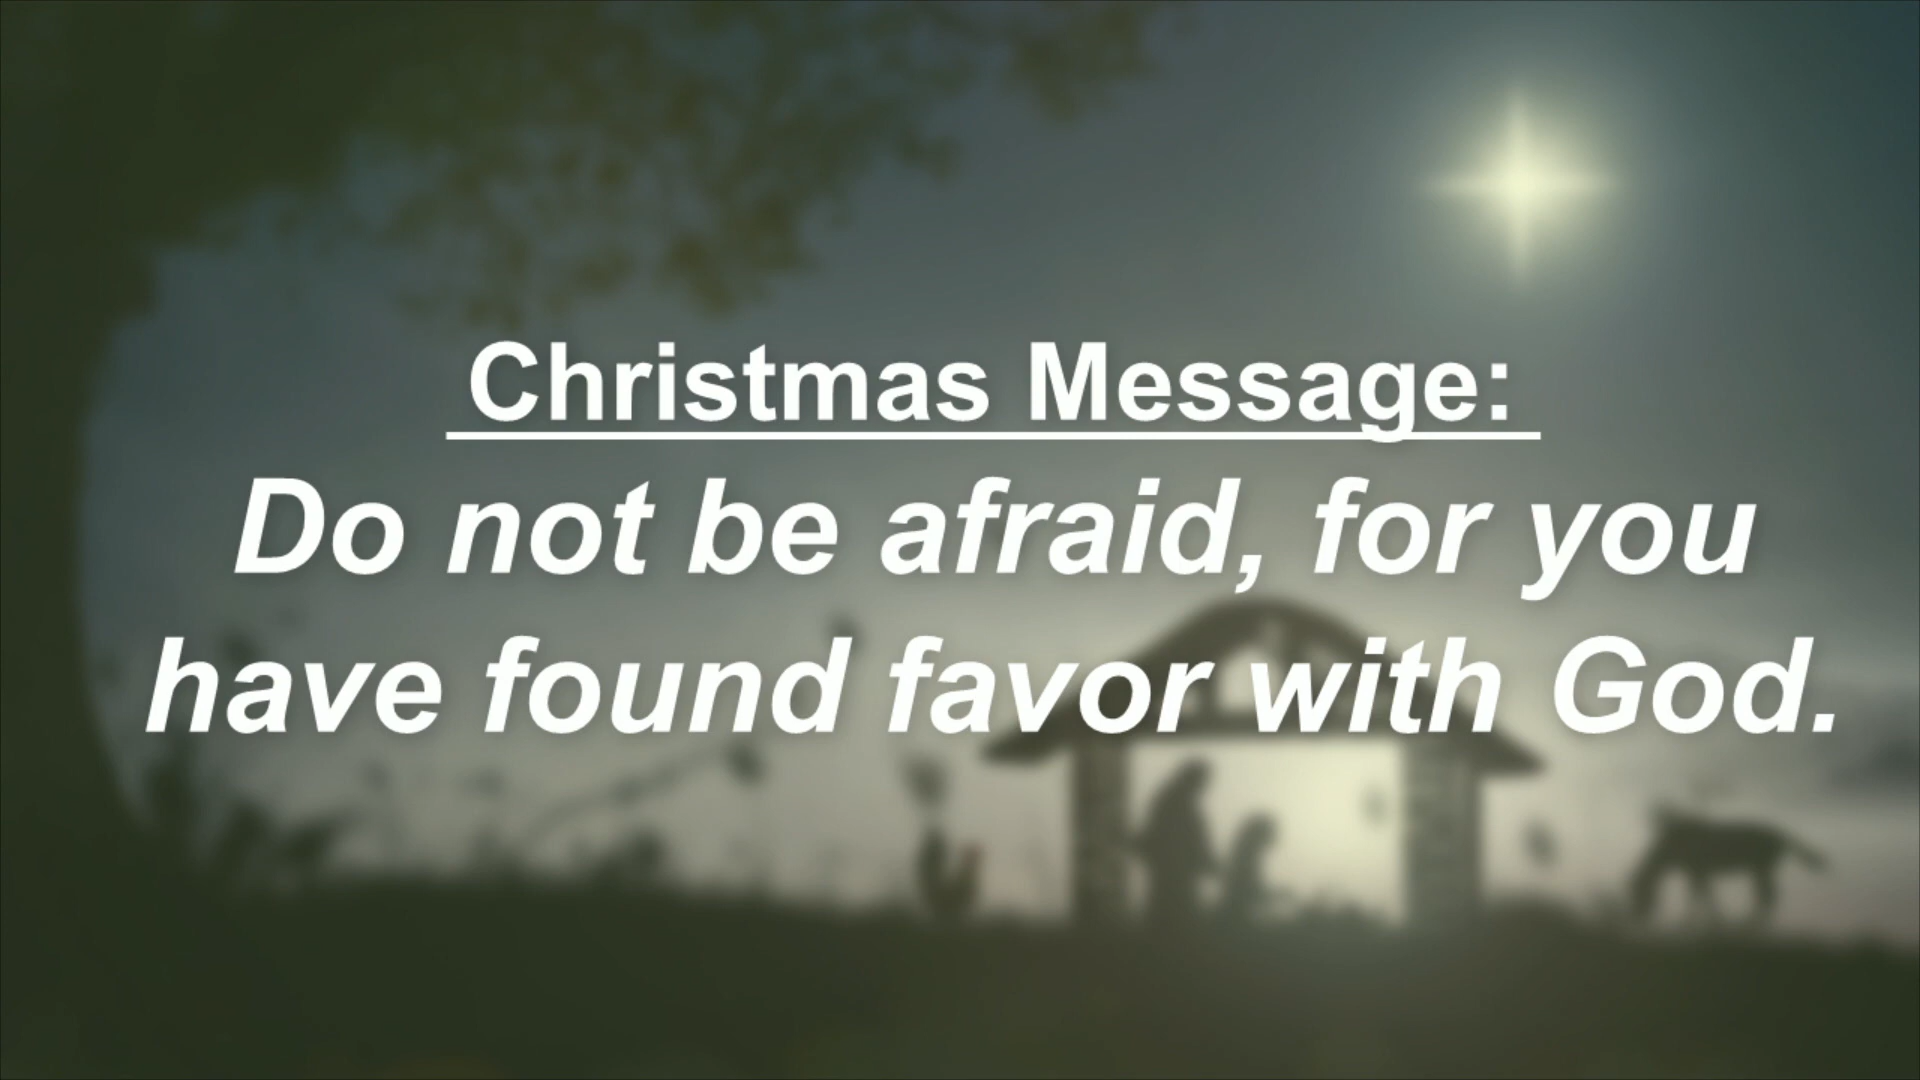 Christmas Message:
Do not be afraid, for you
have found favor with God.